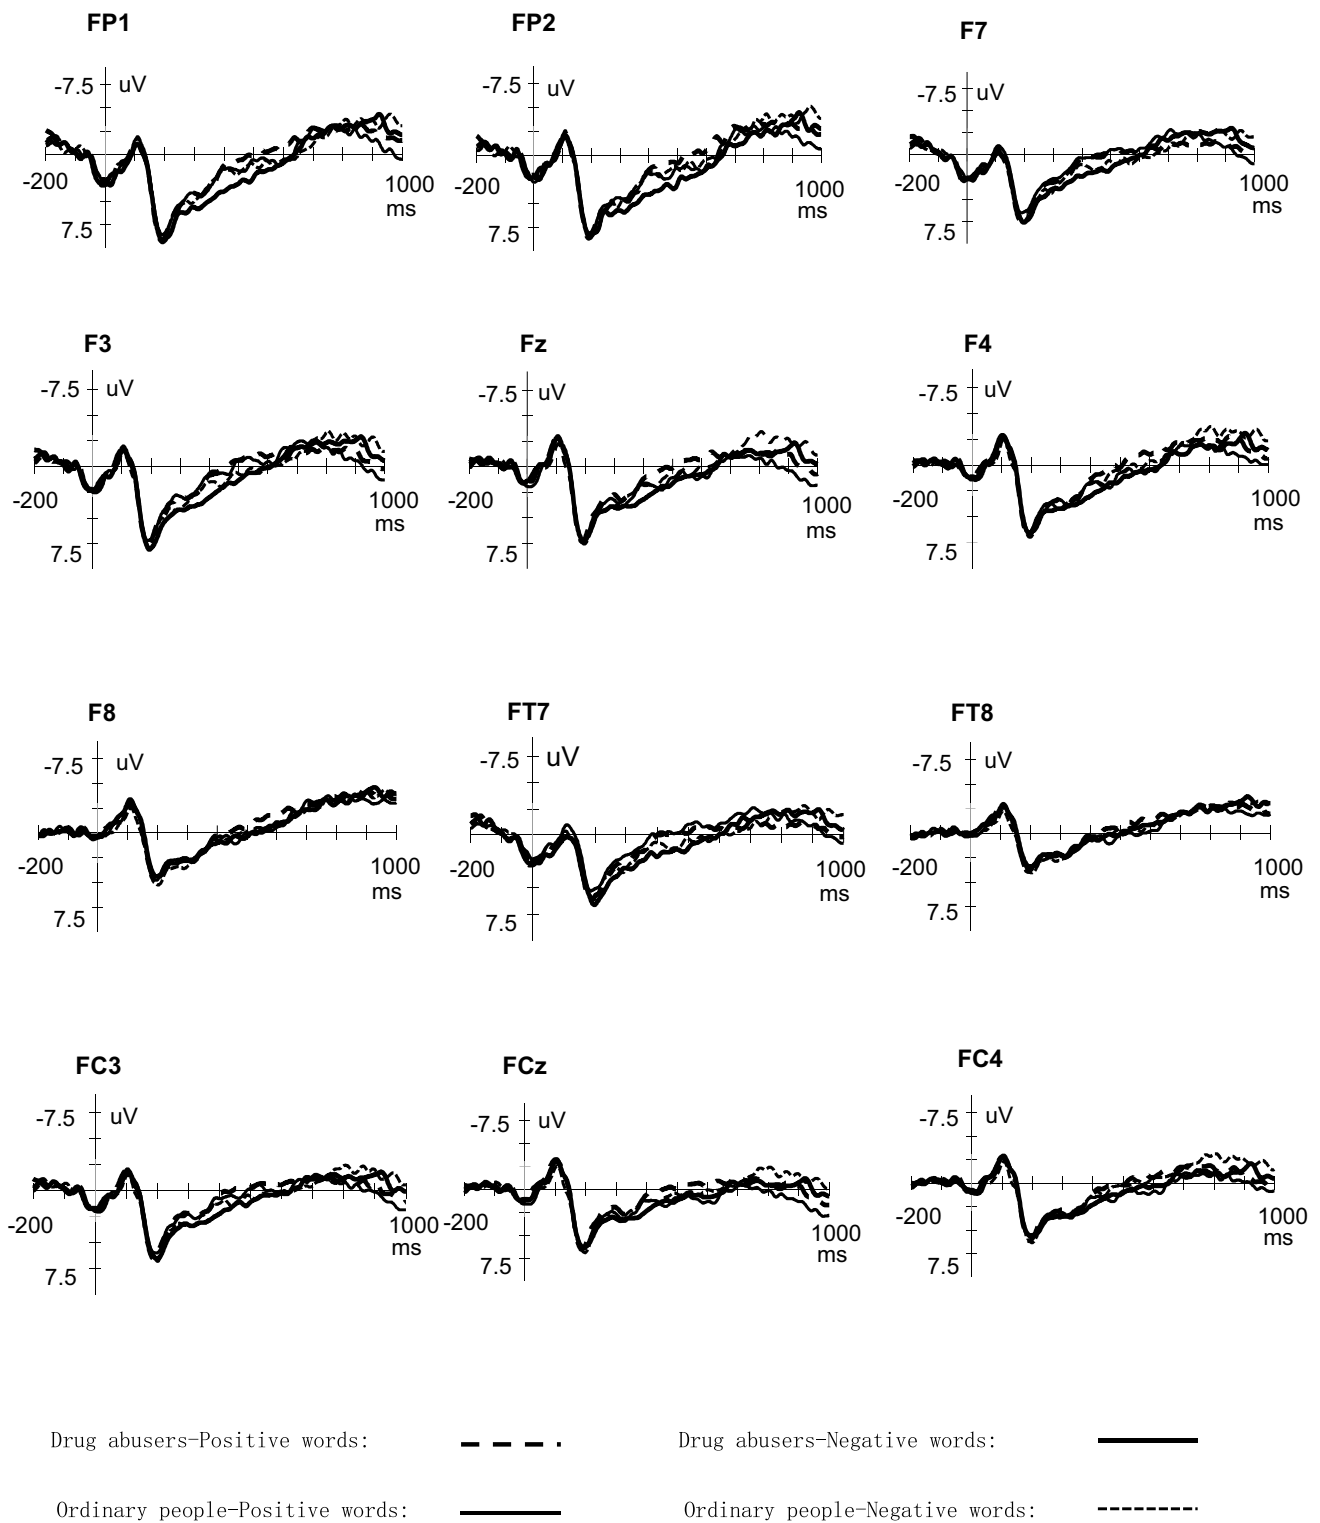 FP1 FP2 F7
-7.5 uV -7.5 uV -7.5 uV
-200 1000 -200 1000 -200 1000
ms ms ms
7.5 7.5 7.5
F3 Fz F4
-7.5 uV -7.5 uV -7.5 uV
-200 1000 -200 1000 -200 1000
ms ms ms
7.5 7.5 7.5
F8 FT7 FT8
-7.5 uV -7.5 uV -7.5 uV
-200 1000 -200 1000 -200 1000
ms ms ms
7.5 7.5 7.5
FC3 FCz FC4
-7.5 uV -7.5 uV -7.5 uV
-200 1000 -200 1000 -200 1000
ms ms ms
7.5 7.5 7.5
Drug abusers-Positive words: Drug abusers-Negative words:
Ordinary people-Positive words: Ordinary people-Negative words: